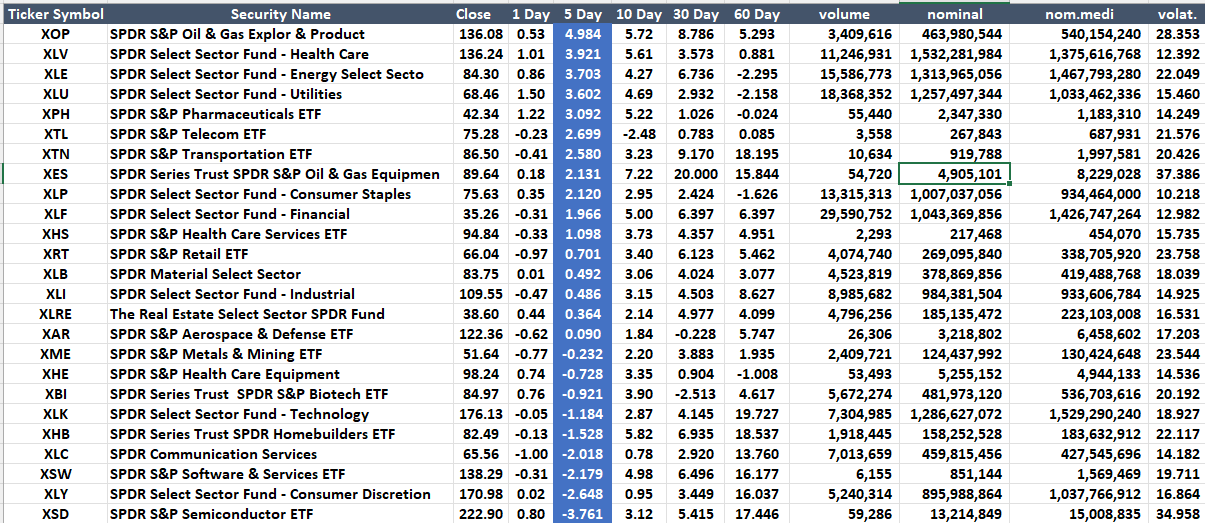 Ticker Symbol Security Name Close 1 Day 5 Day 10 Day 30 Day 60 Day volume nominal nom.medi volat.
XOP SPDR S&P Oil & Gas Explor & Product 136.08 0.53 4.984 5.72 8.786 5.293 3,409,616 463,980,544 540,154,240 28.353
XLV SPDR Select Sector Fund - Health Care 136.24 1.01 3.921 5.61 3.573 0.881 11,246,931 1,532,281,984 1,375,616,768 12.392
XLE SPDR Select Sector Fund - Energy Select Secto 84.30 0.86 3.703 4.27 6.736 -2.295 15,586,773 1,313,965,056 1,467,793,280 22.049
XLU SPDR Select Sector Fund - Utilities 68.46 1.50 3.602 4.69 2.932 -2.158 18,368,352 1,257,497,344 1,033,462,336 15.460
XPH SPDR S&P Pharmaceuticals ETF 42.34 1.22 3.092 5.22 1.026 -0.024 55,440 2,347,330 1,183,310 14.249
XTL SPDR S&P Telecom ETF 75.28 -0.23 2.699 -2.48 0.783 0.085 3,558 267,843 687,931 21.576
XTN SPDR S&P Transportation ETF 86.50 -0.41 2.580 3.23 9.170 18.195 10,634 919,788 1,997,581 20.426
XES SPDR Series Trust SPDR S&P Oil & Gas Equipmen 89.64 0.18 2.131 7.22 20.000 15.844 54,720 4,905,101 8,229,028 37.386
XLP SPDR Select Sector Fund - Consumer Staples 75.63 0.35 2.120 2.95 2.424 -1.626 13,315,313 1,007,037,056 934,464,000 10.218
XLF SPDR Select Sector Fund - Financial 35.26 -0.31 1.966 5.00 6.397 6.397 29,590,752 1,043,369,856 1,426,747,264 12.982
XHS SPDR S&P Health Care Services ETF 94.84 -0.33 1.098 3.73 4.357 4.951 2,293 217,468 454,070 15.735
XRT SPDR S&P Retail ETF 66.04 -0.97 0.701 3.40 6.123 5.462 4,074,740 269,095,840 338,705,920 23.758
XLB SPDR Material Select Sector 83.75 0.01 0.492 3.06 4.024 3.077 4,523,819 378,869,856 419,488,768 18.039
XLI SPDR Select Sector Fund - Industrial 109.55 -0.47 0.486 3.15 4.503 8.627 8,985,682 984,381,504 933,606,784 14.925
XLRE The Real Estate Select Sector SPDR Fund 38.60 0.44 0.364 2.14 4.977 4.099 4,796,256 185,135,472 223,103,008 16.531
XAR SPDR S&P Aerospace & Defense ETF 122.36 -0.62 0.090 1.84 -0.228 5.747 26,306 3,218,802 6,458,602 17.203
XME SPDR S&P Metals & Mining ETF 51.64 -0.77 -0.232 2.20 3.883 1.935 2,409,721 124,437,992 130,424,648 23.544
XHE SPDR S&P Health Care Equipment 98.24 0.74 -0.728 3.35 0.904 -1.008 53,493 5,255,152 4,944,133 14.536
XBI SPDR Series Trust SPDR S&P Biotech ETF 84.97 0.76 -0.921 3.90 -2.513 4.617 5,672,274 481,973,120 536,703,616 20.192
XLK SPDR Select Sector Fund - Technology 176.13 -0.05 -1.184 2.87 4.145 19.727 7,304,985 1,286,627,072 1,529,290,240 18.927
XHB SPDR Series Trust SPDR Homebuilders ETF 82.49 -0.13 -1.528 5.82 6.935 18.537 1,918,445 158,252,528 183,632,912 22.117
XLC SPDR Communication Services 65.56 -1.00 -2.018 0.78 2.920 13.760 7,013,659 459,815,456 427,545,696 14.182
XSW SPDR S&P Software & Services ETF 138.29 -0.31 -2.179 4.98 6.496 16.177 6,155 851,144 1,569,469 19.711
XLY SPDR Select Sector Fund - Consumer Discretion 170.98 0.02 -2.648 0.95 3.449 16.037 5,240,314 895,988,864 1,037,766,912 16.864
XSD SPDR S&P Semiconductor ETF 222.90 0.80 -3.761 3.12 5.415 17.446 59,286 13,214,849 15,008,835 34.958